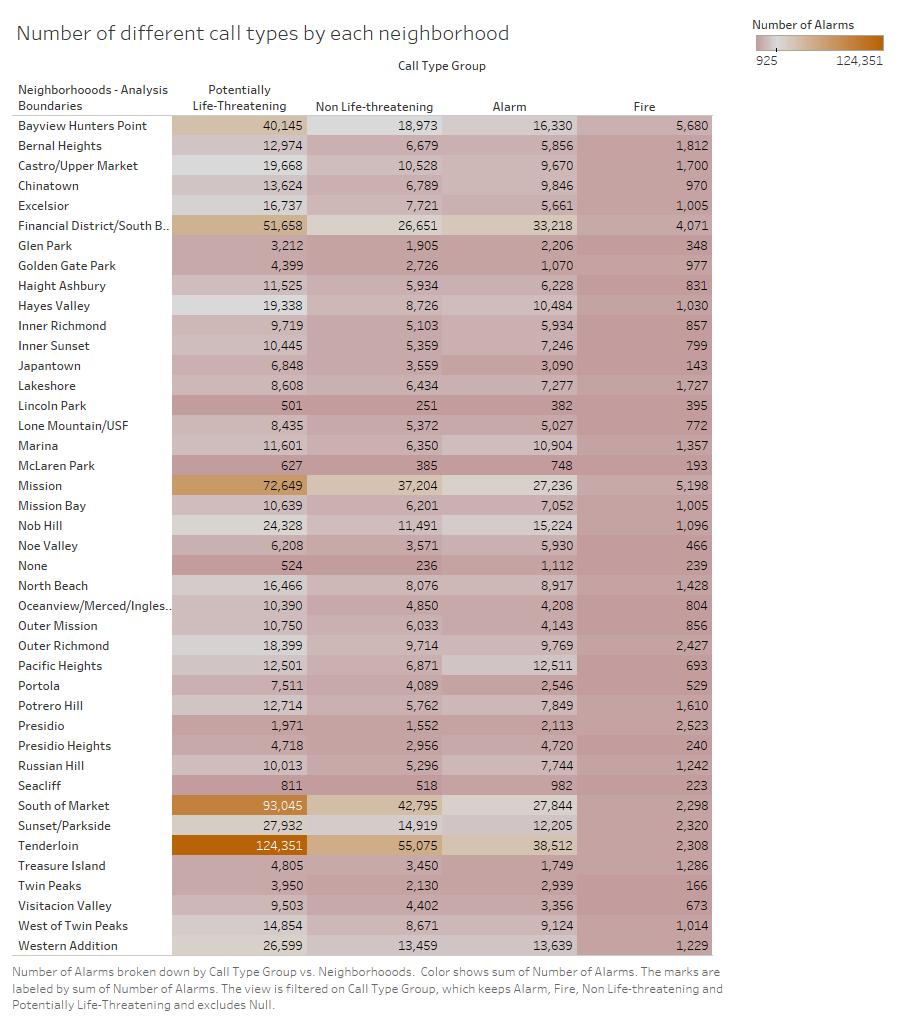 Number of different call types by each neighborhood
Number of Alarms
925 124,351
Call Type Group
Neighborhooods - Analysis Boundaries Potentially Life-Threatening Non Life-threatening Alarm Fire
Bayview Hunters Point 40,145 18,973 16,330 5,680
Bernal Heights 12,974 6,679 5,856 1,812
Castro/Upper Market 19,668 10,528 9,670 1,700
Chinatown 13,624 6,789 9,846 970
Excelsior 16,737 7,721 5,661 1,005
Financial District/South B.. 51,658 26,651 33,218 4,071
Glen Park 3,212 1,905 2,206 348
Golden Gate Park 4,399 2,726 1,070 977
Haight Ashbury 11,525 5,934 6,228 831
Hayes Valley 19,338 8,726 10,484 1,030
Inner Richmond 9,719 5,103 5,934 857
Inner Sunset 10,445 5,359 7,246 799
Japantown 6,848 3,559 3,090 143
Lakeshore 8,608 6,434 7,277 1,727
Lincoln Park 501 251 382 395
Lone Mountain/USF 8,435 5,372 5,027 772
Marina 11,601 6,350 10,904 1,357
McLaren Park 627 385 748 193
Mission 72,649 37,204 27,236 5,198
Mission Bay 10,639 6,201 7,052 1,005
Nob Hill 24,328 11,491 15,224 1,096
Noe Valley 6,208 3,571 5,930 466
None 524 236 1,112 239
North Beach 16,466 8,076 8,917 1,428
Oceanview/Merced/Ingles.. 10,390 4,850 4,208 804
Outer Mission 10,750 6,033 4,143 856
Outer Richmond 18,399 9,714 9,769 2,427
Pacific Heights 12,501 6,871 12,511 693
Portola 7,511 4,089 2,546 529
Potrero Hill 12,714 5,762 7,849 1,610
Presidio 1,971 1,552 2,113 2,523
Presidio Heights 4,718 2,956 4,720 240
Russian Hill 10,013 5,296 7,744 1,242
Seacliff 811 518 982 223
South of Market 93,045 42,795 27,844 2,298
Sunset/Parkside 27,932 14,919 12,205 2,320
Tenderloin 124,351 55,075 38,512 2,308
Treasure Island 4,805 3,450 1,749 1,286
Twin Peaks 3,950 2,130 2,939 166
Visitacion Valley 9,503 4,402 3,356 673
West of Twin Peaks 14,854 8,671 9,124 1,014
Western Addition 26,599 13,459 13,639 1,229
Number of Alarms broken down by Call Type Group vs. Neighborhooods. Color shows sum of Number of Alarms. The marks are
labeled by sum of Number of Alarms. The view is filtered on Call Type Group, which keeps Alarm, Fire, Non Life-threatening and
Potentially Life-Threatening and excludes Null.